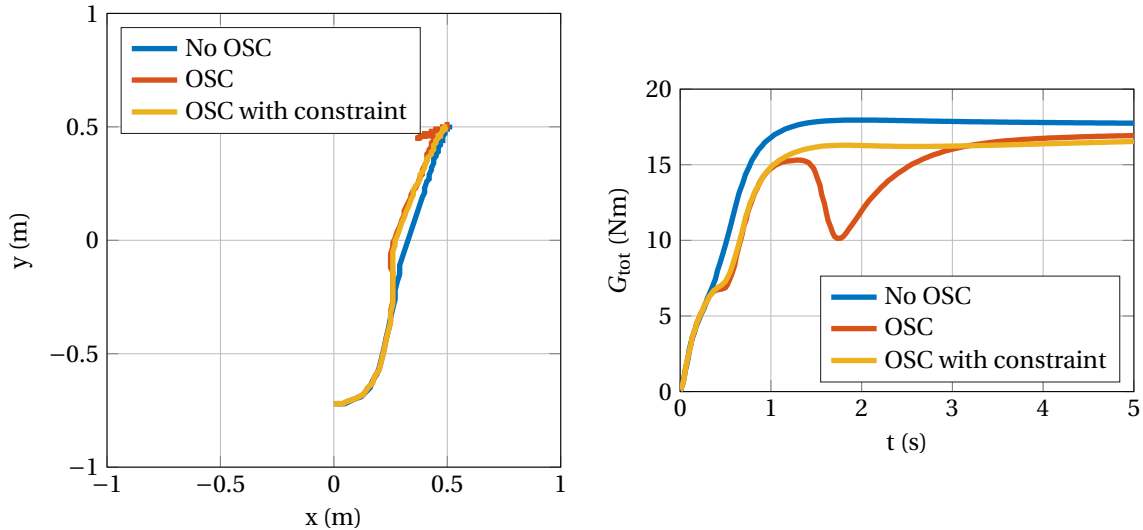 1
0.5
0
−0.5
−1
−1
−0.5
0
0.5
1
y (m)
x (m)
No OSC
OSC
OSC with constraint
20
15
10
5
0
0
1
2
3
4
5
G_tot (Nm)
t (s)
No OSC
OSC
OSC with constraint